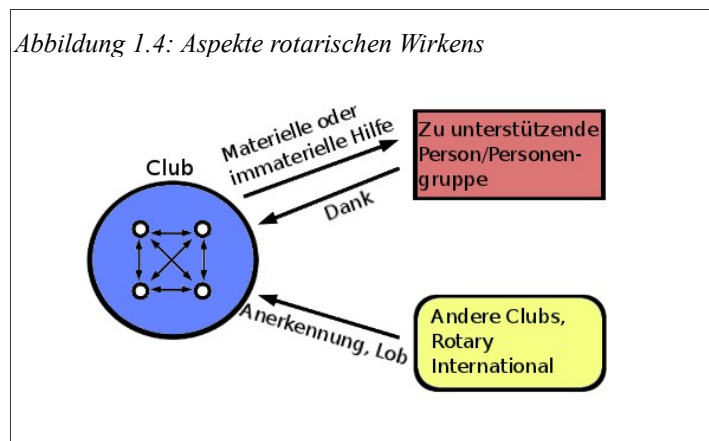 Abbildung 1.4: Aspekte rotarischen Wirkens
Materielle oder
immaterielle Hilfe
Club
Zu unterstützende
Person/Personen-
gruppe
Dank
Anerkennung, Lob
Andere Clubs,
Rotary
International